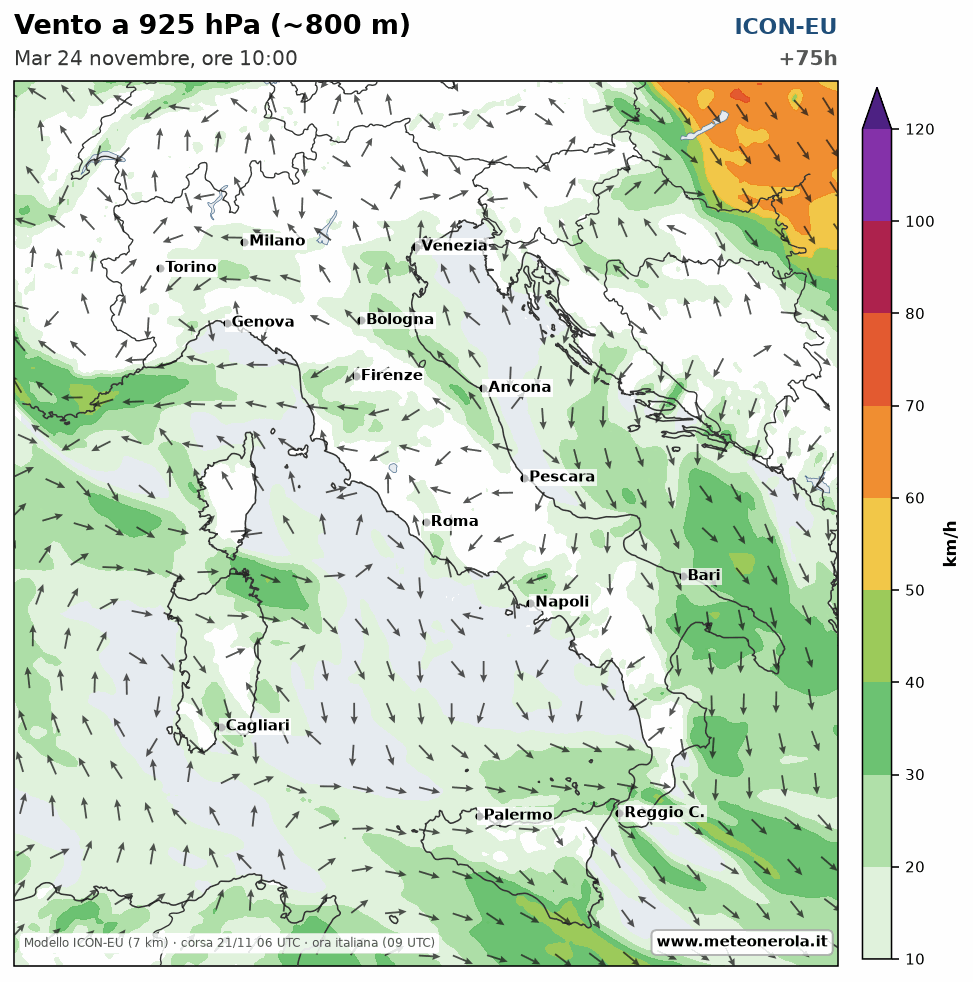 Vento a 925 hPa (~800 m)
ICON-EU
Mar 24 novembre, ore 10:00
+75h
Milano
Venezia
Torino
Genova
Bologna
Firenze
Ancona
Pescara
Roma
Bari
Napoli
Cagliari
Palermo
Reggio C.
Modello ICON-EU (7 km) · corsa 21/11 06 UTC · ora italiana (09 UTC)
www.meteonerola.it
120
100
80
70
60
50
40
30
20
10
km/h